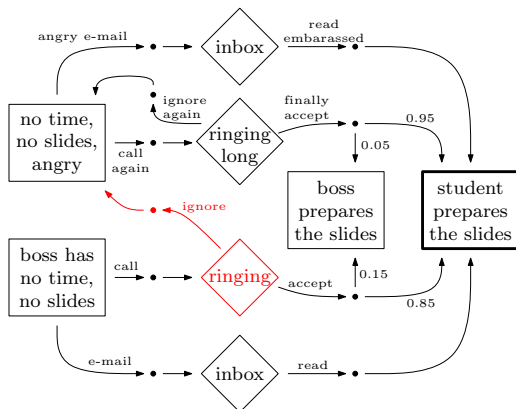 angry e-mail
inbox
read
embarassed
no time,
no slides,
angry
ignore
again
call
again
ringing
long
finally
accept
0.95
0.05
boss
prepares
the slides
student
prepares
the slides
ignore
boss has
no time,
no slides
call
ringing
accept
0.15
0.85
e-mail
inbox
read